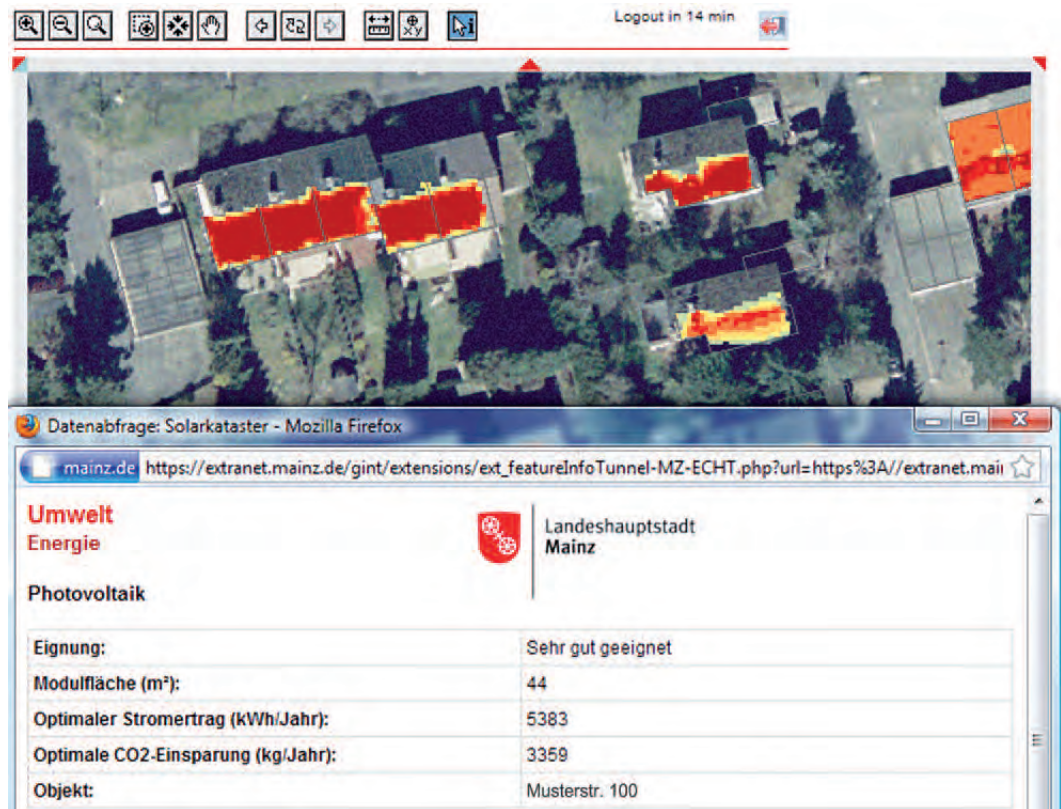 Logout in 14 min
Datenabfrage: Solarkataster - Mozilla Firefox
mainz.de https://extranet.mainz.de/gint/extensions/ext_featureInfoTunnel-MZ-ECHT.php?url=https%3A//extranet.mai
Umwelt
Energie
Landeshauptstadt
Mainz
Photovoltaik
Eignung: Sehr gut geeignet
Modulfläche (m²): 44
Optimaler Stromertrag (kWh/Jahr): 5383
Optimale CO2-Einsparung (kg/Jahr): 3359
Objekt: Musterstr. 100